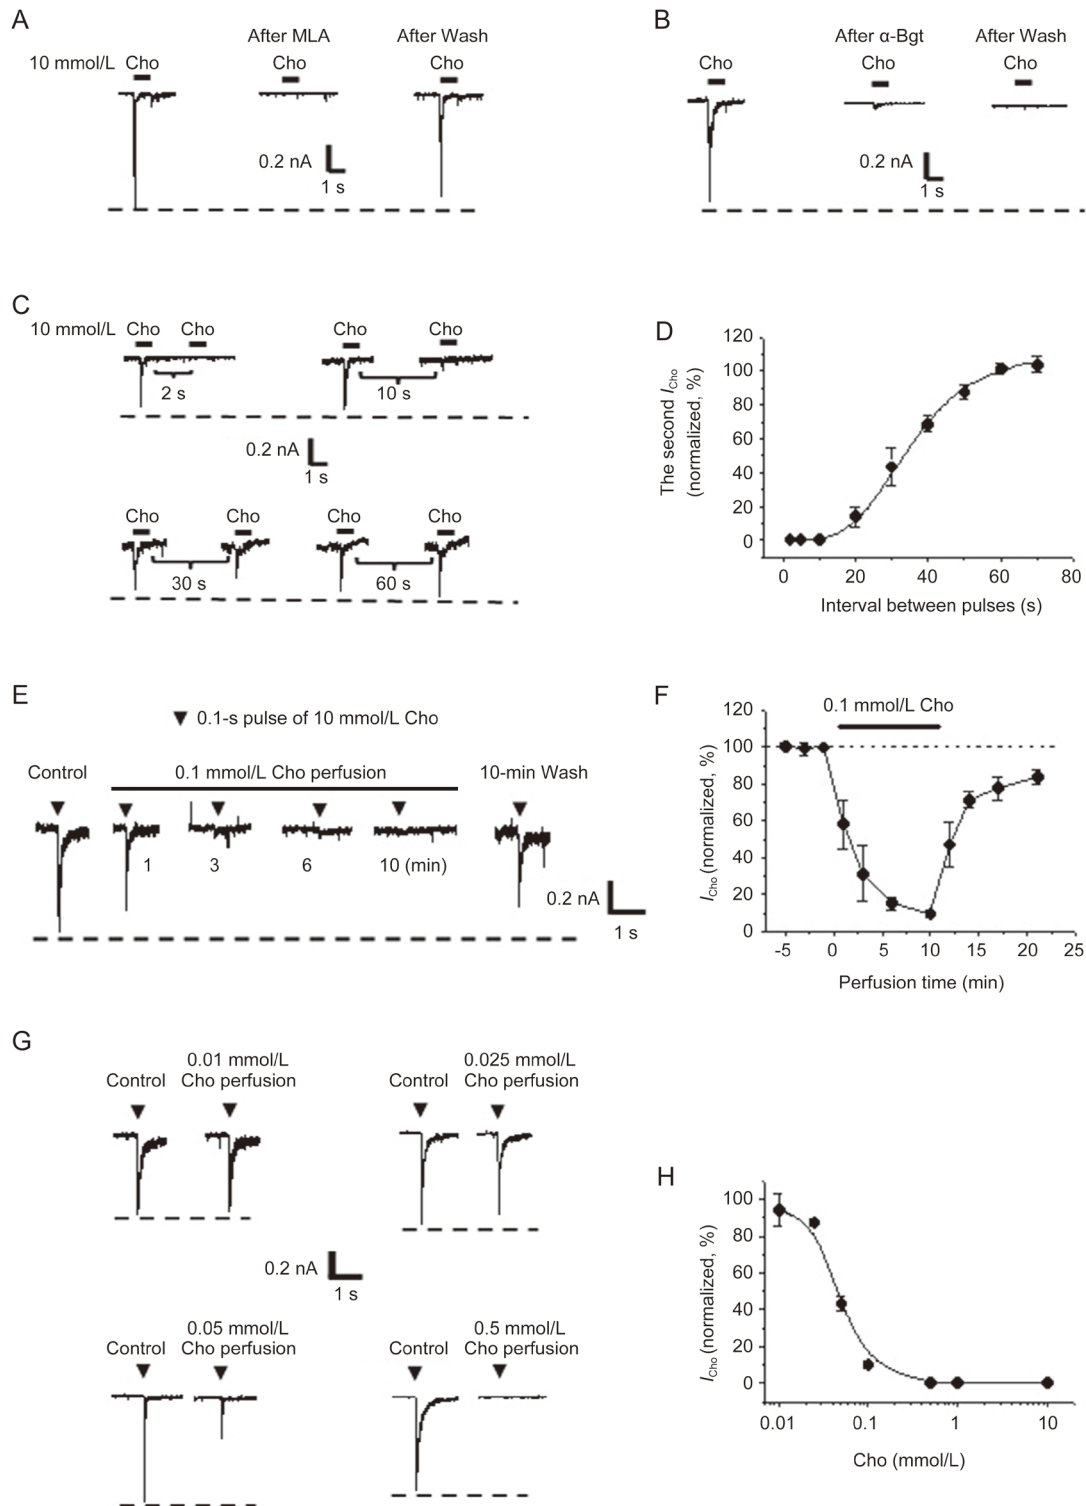 A
After MLA
After Wash
10 mmol/L
Cho
Cho
Cho
0.2 nA
1 s
B
After α-Bgt
After Wash
Cho
Cho
Cho
0.2 nA
1 s
C
10 mmol/L
Cho
Cho
Cho
Cho
2 s
10 s
0.2 nA
1 s
Cho
Cho
Cho
Cho
30 s
60 s
D
The second ICho
(normalized, %)
120
100
80
60
40
20
0
0
20
40
60
80
Interval between pulses (s)
E
0.1-s pulse of 10 mmol/L Cho
Control
0.1 mmol/L Cho perfusion
10-min Wash
1
3
6
10 (min)
0.2 nA
1 s
F
0.1 mmol/L Cho
ICho (normalized, %)
120
100
80
60
40
20
0
-5
0
5
10
15
20
25
Perfusion time (min)
G
Control
0.01 mmol/L
Cho perfusion
Control
0.025 mmol/L
Cho perfusion
0.2 nA
1 s
Control
0.05 mmol/L
Cho perfusion
Control
0.5 mmol/L
Cho perfusion
H
ICho (normalized, %)
100
80
60
40
20
0
0.01
0.1
1
10
Cho (mmol/L)